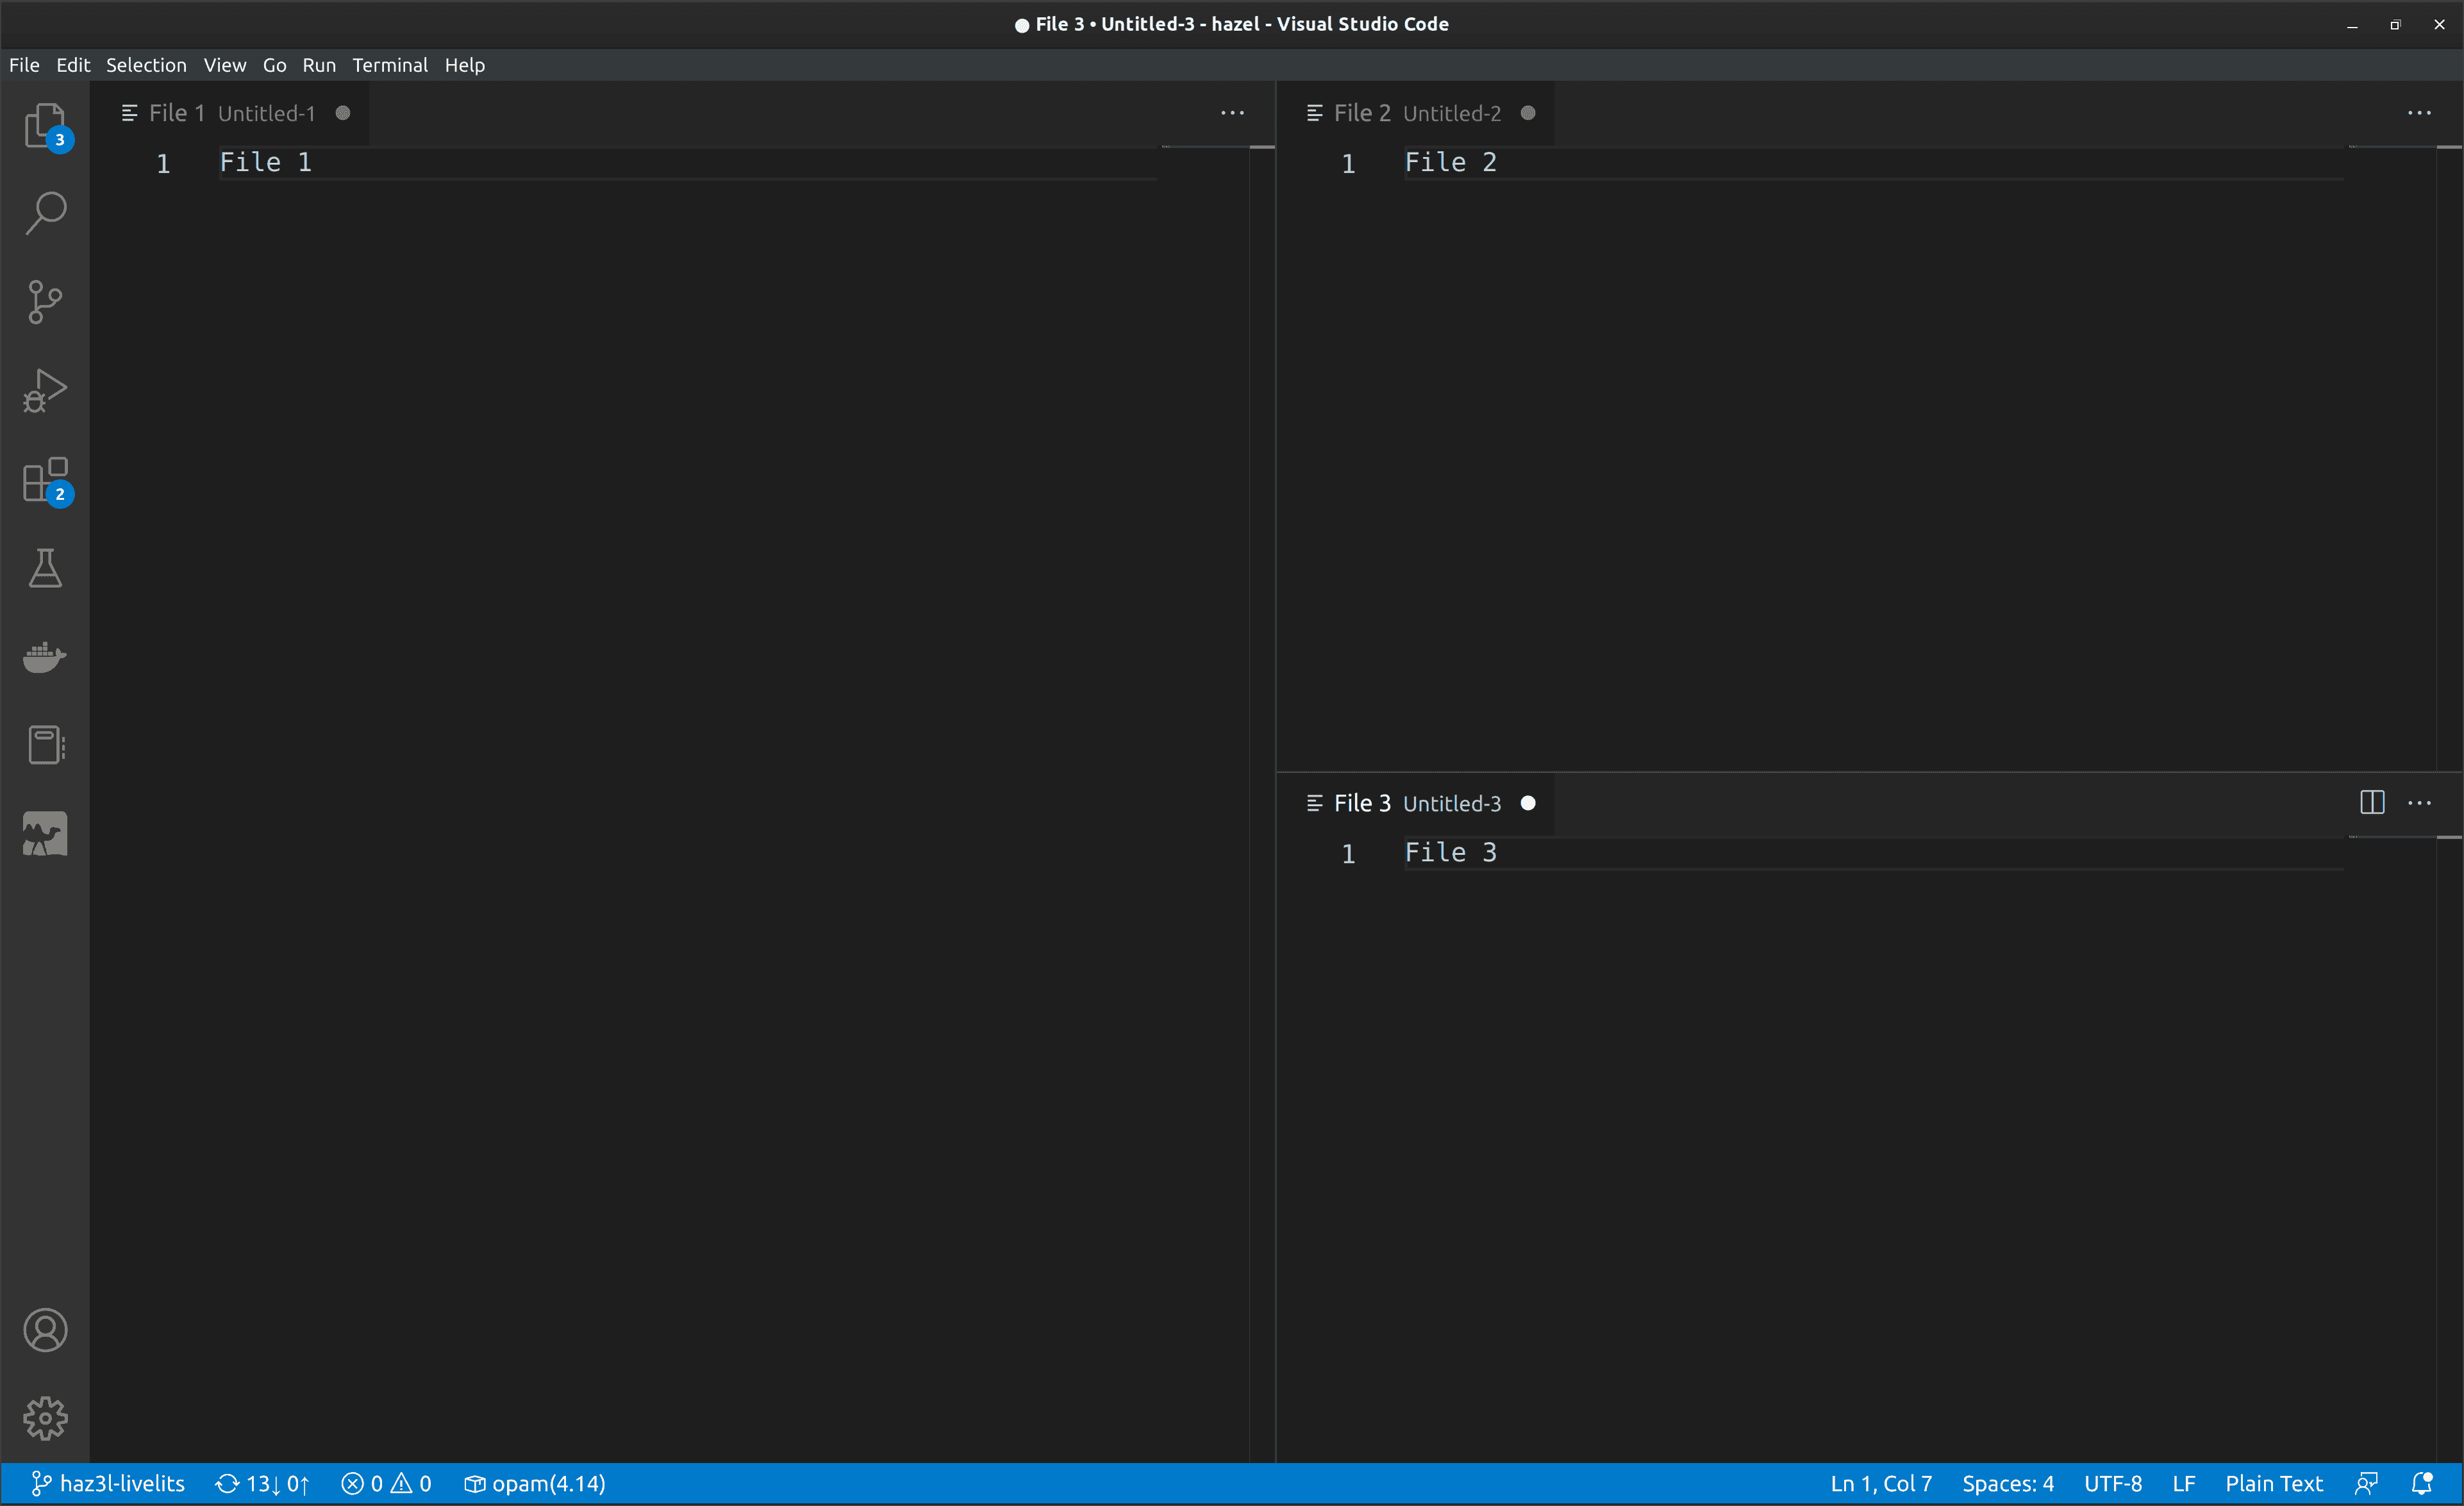 ● File 3 • Untitled-3 - hazel - Visual Studio Code
File Edit Selection View Go Run Terminal Help
3
2
File 1 Untitled-1
1 File 1
File 2 Untitled-2
1 File 2
File 3 Untitled-3
1 File 3
haz3l-livelits 13↓ 0↑ 0 0 opam(4.14) Ln 1, Col 7 Spaces: 4 UTF-8 LF Plain Text